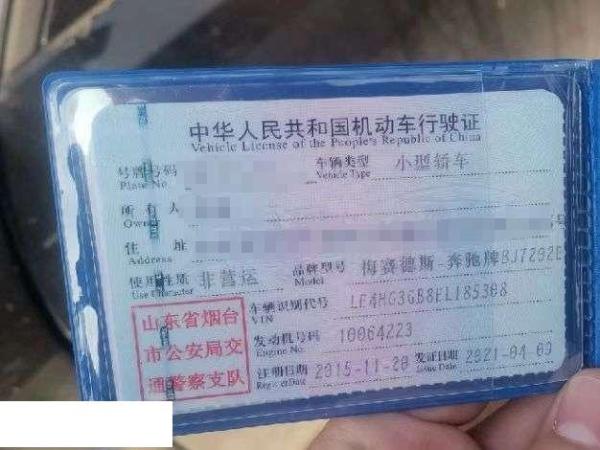 中华人民共和国机动车行驶证
Vehicle License of the People's Republic of China
号牌号码
Plate No
车辆类型 小型轿车
Vehicle Type
所有人
Owner
住 址
Address
号
使用性质 非营运
Use Character
品牌型号 梅赛德斯-奔驰牌BJ7202E
Model
山东省烟台
市公安局交
通警察支队
车辆识别代号
VIN
发动机号码 10064223
Engine No.
注册日期 2015-11-20
Register Date
发证日期 2021-04-09
Issue Date